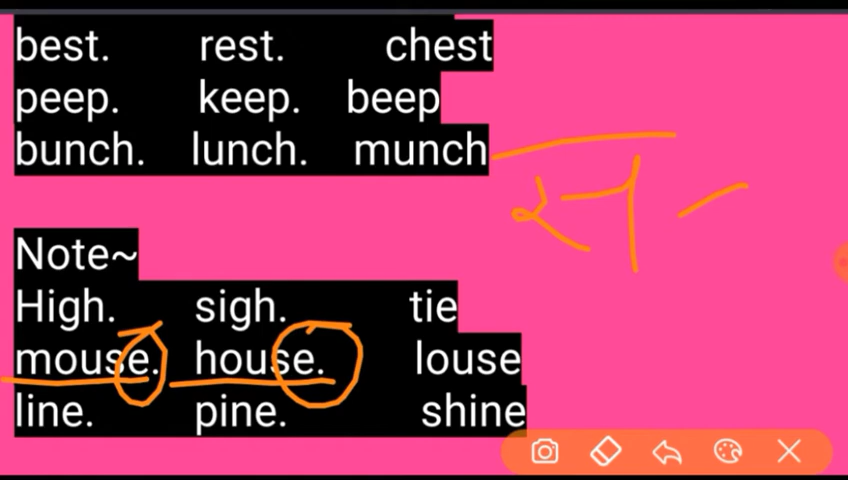 best. rest. chest
peep. keep. beep
bunch. lunch. munch
Note~
High. sigh. tie
mouse. house. louse
line. pine. shine